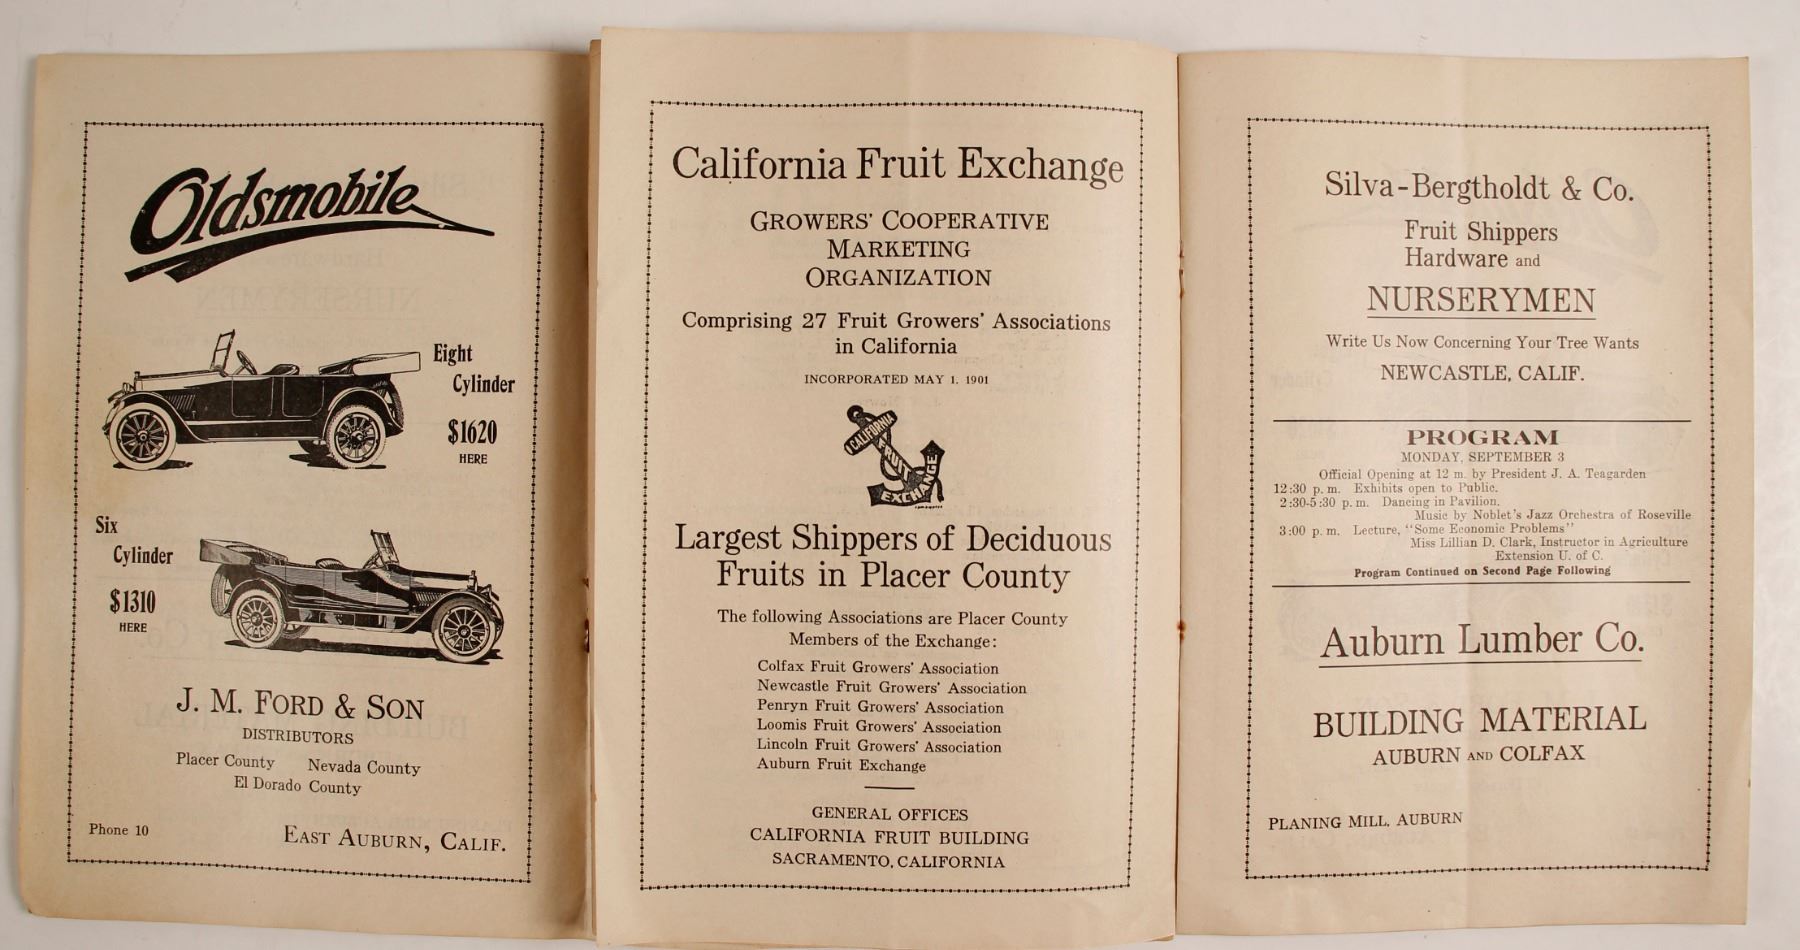 Oldsmobile
Eight
Cylinder
$1620
HERE
Six
Cylinder
$1310
HERE
J. M. FORD & SON
DISTRIBUTORS
Placer County Nevada County
El Dorado County
Phone 10
EAST AUBURN, CALIF.
California Fruit Exchange
GROWERS' COOPERATIVE
MARKETING
ORGANIZATION
Comprising 27 Fruit Growers' Associations
in California
INCORPORATED MAY 1, 1901
CALIFORNIA
FRUIT
EXCHANGE
Largest Shippers of Deciduous
Fruits in Placer County
The following Associations are Placer County
Members of the Exchange:
Colfax Fruit Growers' Association
Newcastle Fruit Growers' Association
Penryn Fruit Growers' Association
Loomis Fruit Growers' Association
Lincoln Fruit Growers' Association
Auburn Fruit Exchange
GENERAL OFFICES
CALIFORNIA FRUIT BUILDING
SACRAMENTO, CALIFORNIA
Silva-Bergtholdt & Co.
Fruit Shippers
Hardware and
NURSERYMEN
Write Us Now Concerning Your Tree Wants
NEWCASTLE, CALIF.
PROGRAM
MONDAY, SEPTEMBER 3
Official Opening at 12 m. by President J. A. Teagarden
12:30 p. m. Exhibits open to Public.
2:30-5:30 p. m. Dancing in Pavilion.
Music by Noblet's Jazz Orchestra of Roseville
3:00 p. m. Lecture, "Some Economic Problems"
Miss Lillian D. Clark, Instructor in Agriculture
Extension U. of C.
Program Continued on Second Page Following
Auburn Lumber Co.
BUILDING MATERIAL
AUBURN AND COLFAX
PLANING MILL, AUBURN